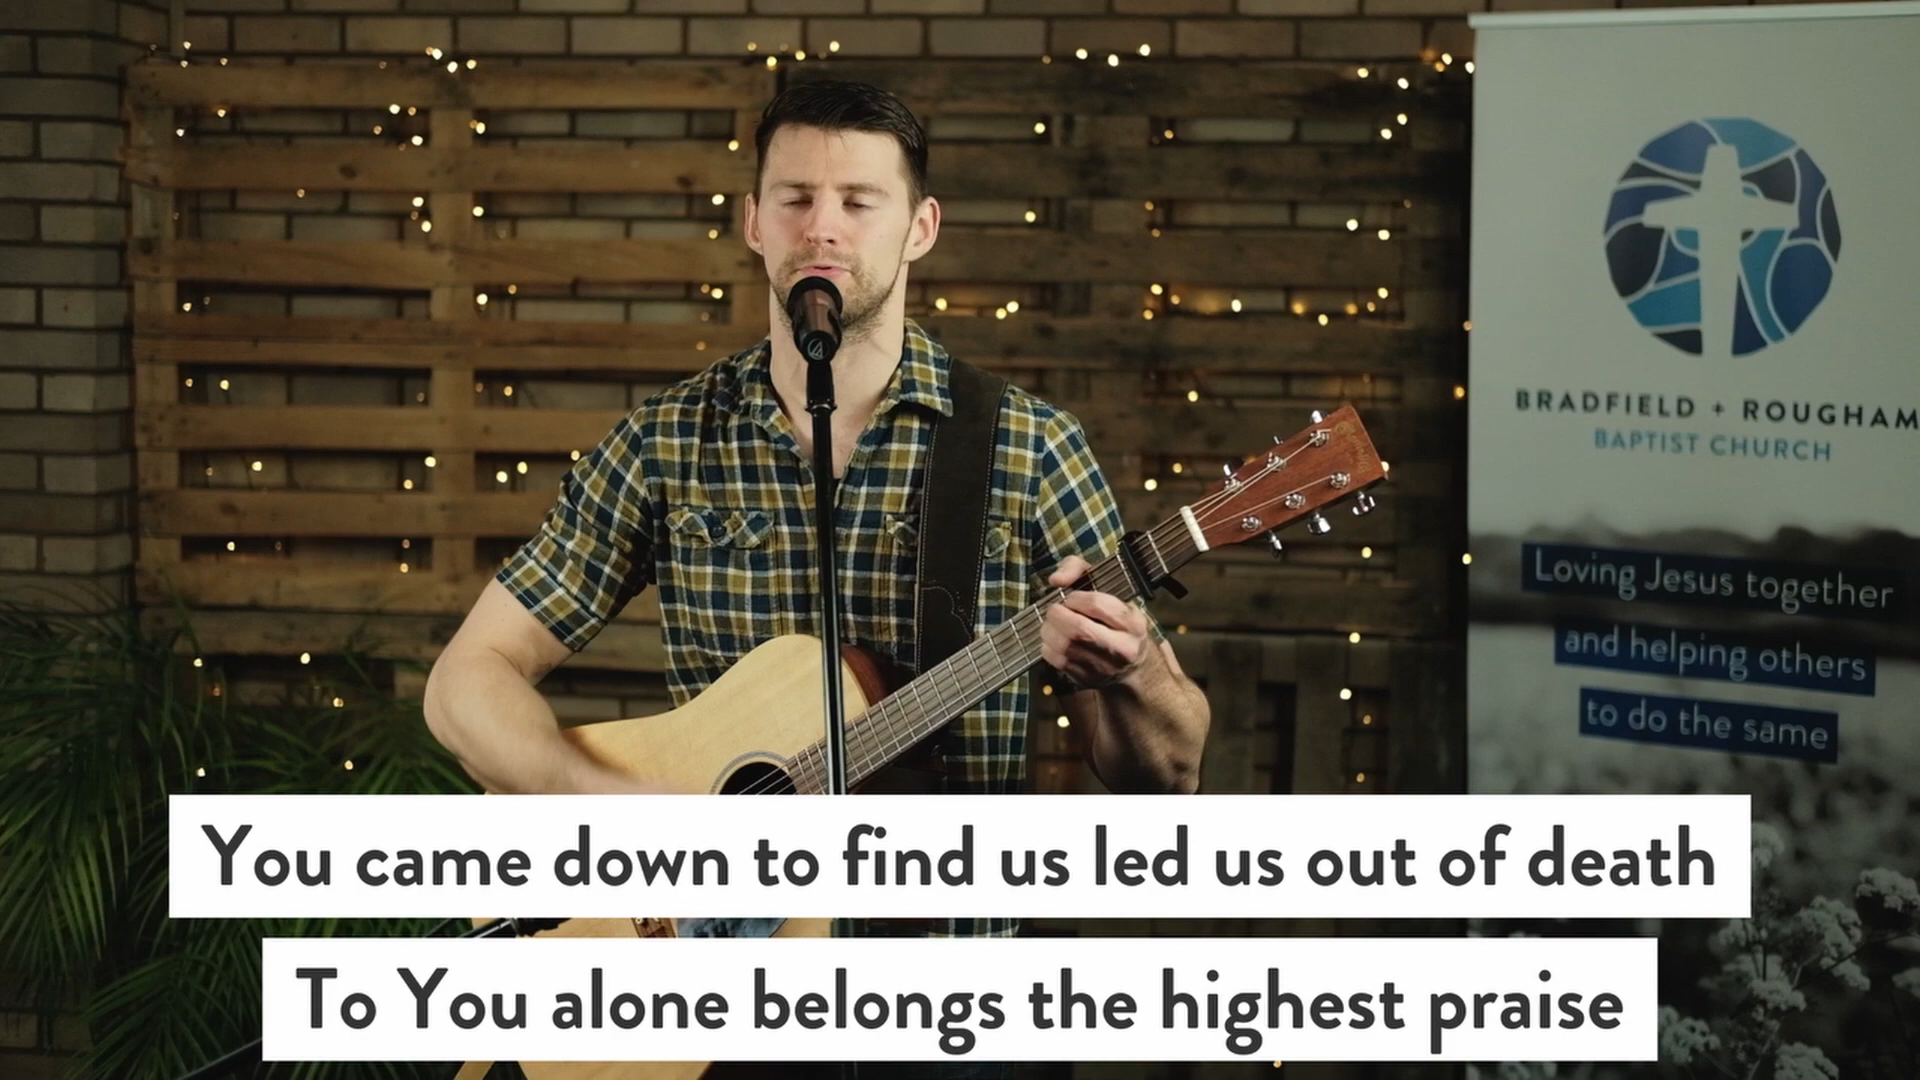 BRADFIELD + ROUGHAM
BAPTIST CHURCH
Loving Jesus together
and helping others
to do the same
You came down to find us led us out of death
To You alone belongs the highest praise